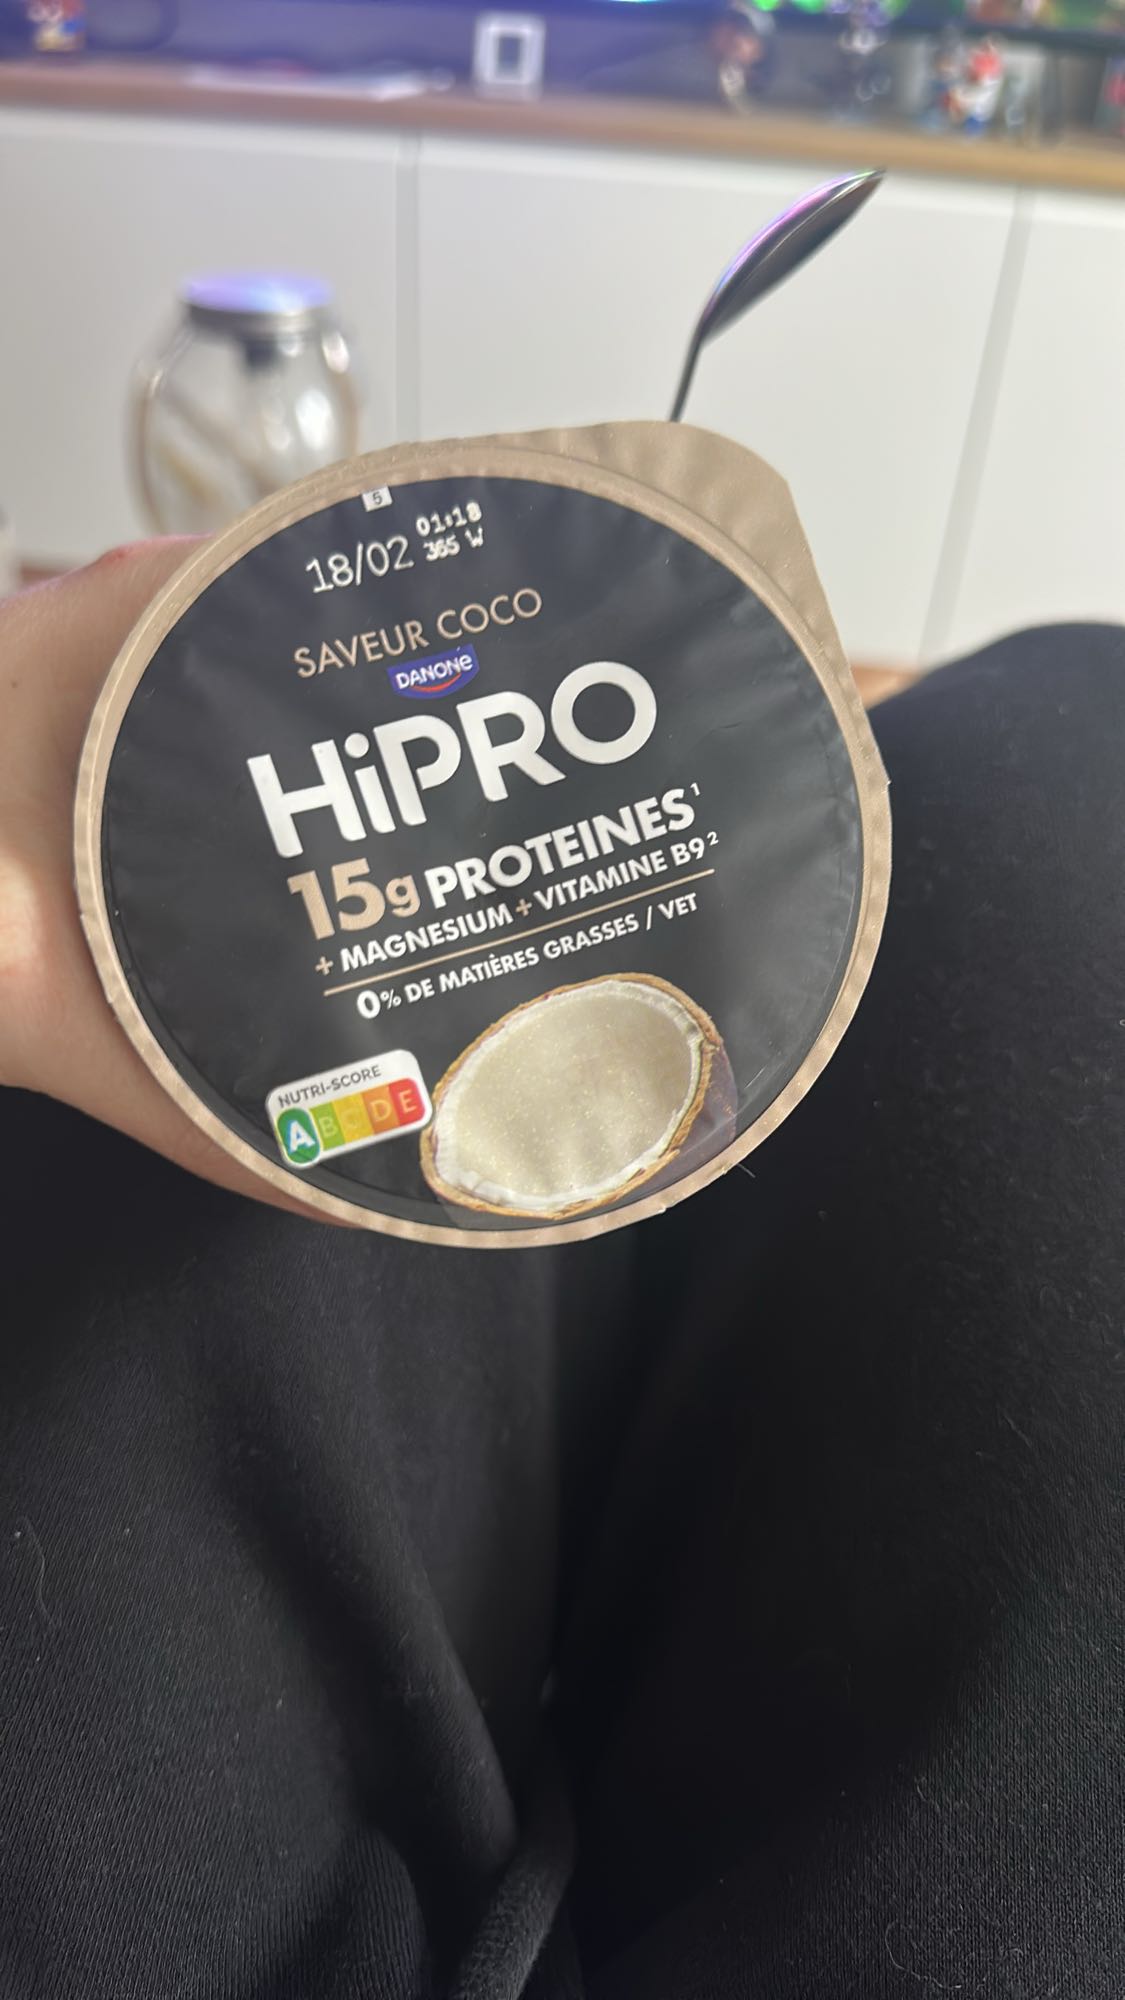 5
18/02 01:18
365 W
SAVEUR COCO
DANONE
HiPRO
15g PROTEINES¹
+ MAGNESIUM + VITAMINE B9²
0% DE MATIÈRES GRASSES / VET
NUTRI-SCORE
A B C D E